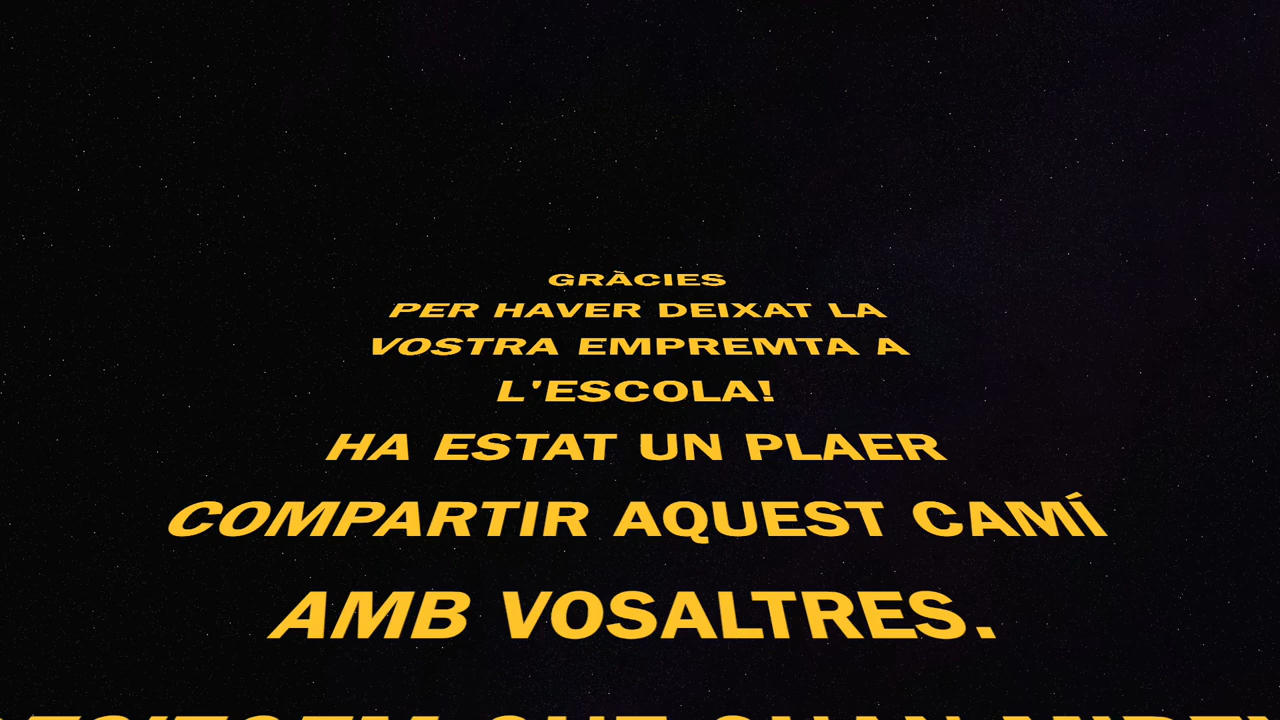 GRÀCIES
PER HAVER DEIXAT LA
VOSTRA EMPREMTA A
L'ESCOLA!
HA ESTAT UN PLAER
COMPARTIR AQUEST CAMÍ
AMB VOSALTRES.